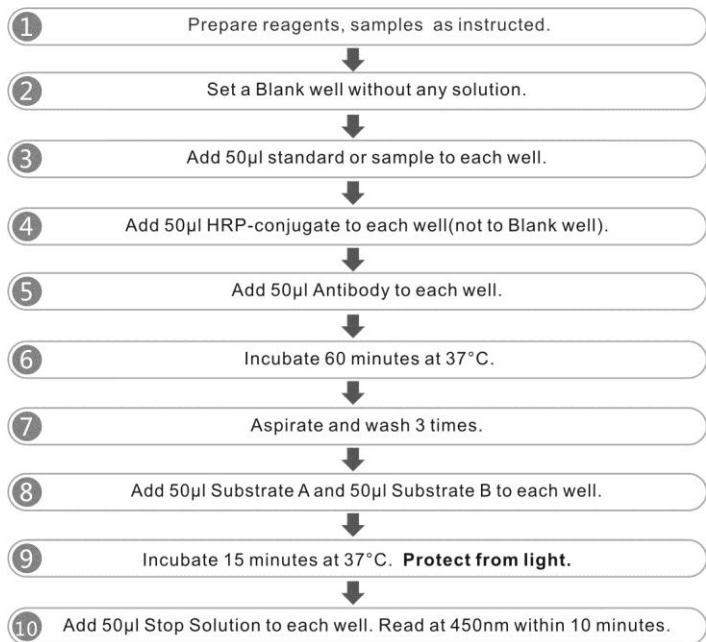 1 Prepare reagents, samples as instructed.
2 Set a Blank well without any solution.
3 Add 50µl standard or sample to each well.
4 Add 50µl HRP-conjugate to each well(not to Blank well).
5 Add 50µl Antibody to each well.
6 Incubate 60 minutes at 37°C.
7 Aspirate and wash 3 times.
8 Add 50µl Substrate A and 50µl Substrate B to each well.
9 Incubate 15 minutes at 37°C. Protect from light.
10 Add 50µl Stop Solution to each well. Read at 450nm within 10 minutes.